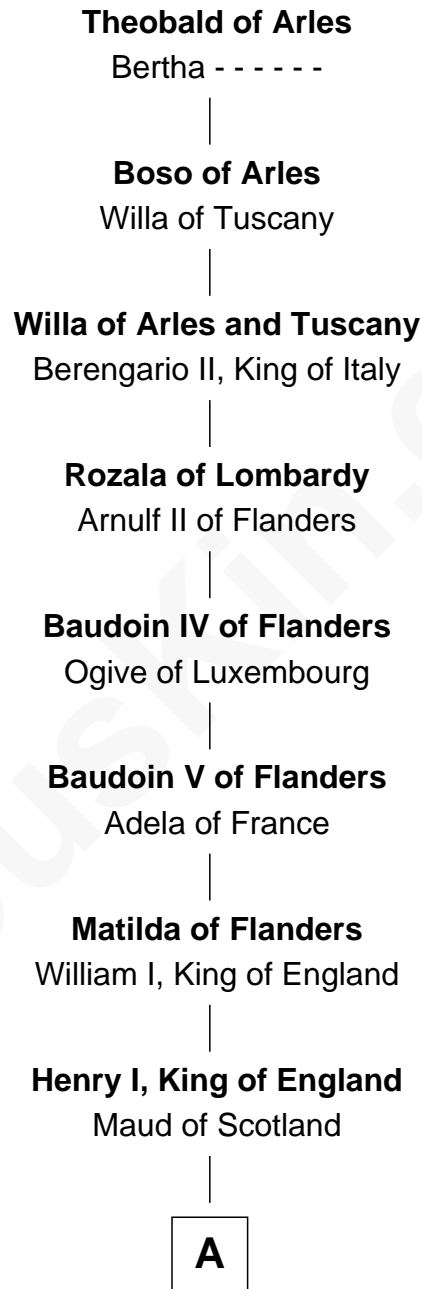 Theobald of Arles
Bertha - - - - - -
Boso of Arles
Willa of Tuscany
Willa of Arles and Tuscany
Berengario II, King of Italy
Rozala of Lombardy
Arnulf II of Flanders
Baudoin IV of Flanders
Ogive of Luxembourg
Baudoin V of Flanders
Adela of France
Matilda of Flanders
William I, King of England
Henry I, King of England
Maud of Scotland
A